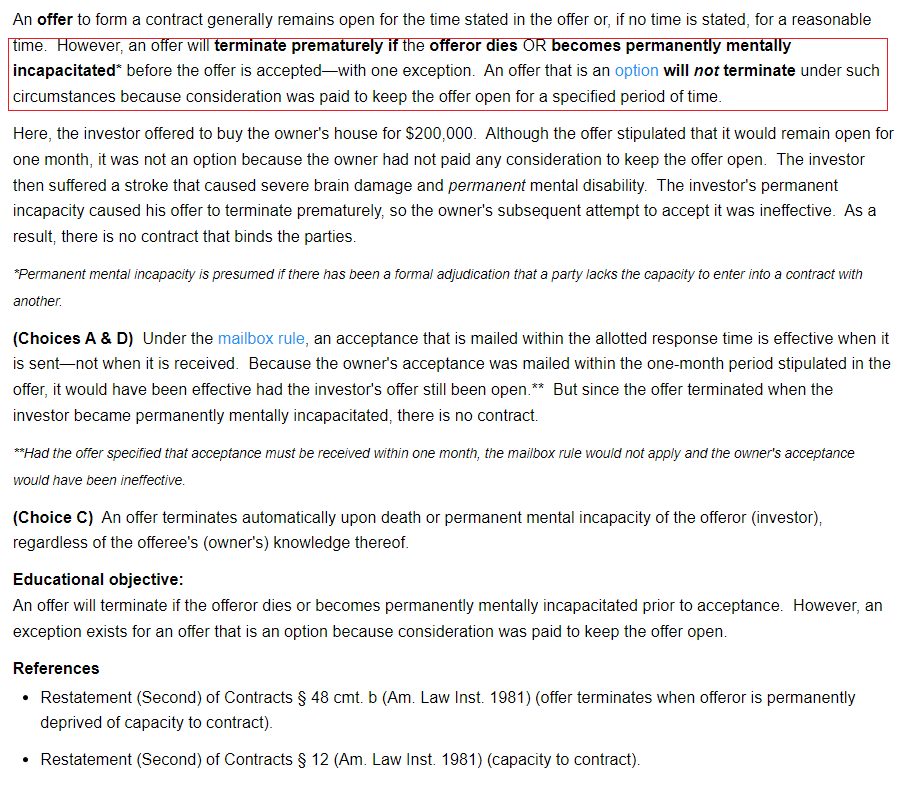 An offer to form a contract generally remains open for the time stated in the offer or, if no time is stated, for a reasonable
time. However, an offer will terminate prematurely if the offeror dies OR becomes permanently mentally
incapacitated* before the offer is accepted—with one exception. An offer that is an option will not terminate under such
circumstances because consideration was paid to keep the offer open for a specified period of time.
Here, the investor offered to buy the owner's house for $200,000. Although the offer stipulated that it would remain open for
one month, it was not an option because the owner had not paid any consideration to keep the offer open. The investor
then suffered a stroke that caused severe brain damage and permanent mental disability. The investor's permanent
incapacity caused his offer to terminate prematurely, so the owner's subsequent attempt to accept it was ineffective. As a
result, there is no contract that binds the parties.
*Permanent mental incapacity is presumed if there has been a formal adjudication that a party lacks the capacity to enter into a contract with
another.
(Choices A & D) Under the mailbox rule, an acceptance that is mailed within the allotted response time is effective when it
is sent—not when it is received. Because the owner's acceptance was mailed within the one-month period stipulated in the
offer, it would have been effective had the investor's offer still been open.** But since the offer terminated when the
investor became permanently mentally incapacitated, there is no contract.
**Had the offer specified that acceptance must be received within one month, the mailbox rule would not apply and the owner's acceptance
would have been ineffective.
(Choice C) An offer terminates automatically upon death or permanent mental incapacity of the offeror (investor),
regardless of the offeree's (owner's) knowledge thereof.
Educational objective:
An offer will terminate if the offeror dies or becomes permanently mentally incapacitated prior to acceptance. However, an
exception exists for an offer that is an option because consideration was paid to keep the offer open.
References
• Restatement (Second) of Contracts § 48 cmt. b (Am. Law Inst. 1981) (offer terminates when offeror is permanently
deprived of capacity to contract).
• Restatement (Second) of Contracts § 12 (Am. Law Inst. 1981) (capacity to contract).